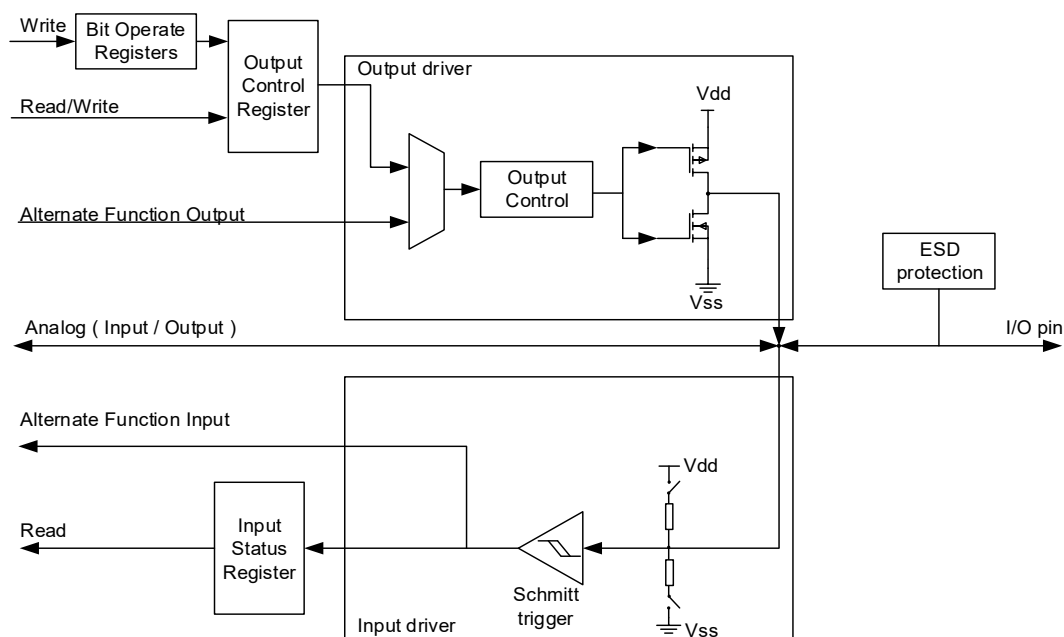 Write
Bit Operate
Registers
Output
Control
Register
Read/Write
Output driver
Vdd
Output
Control
Alternate Function Output
Vss
ESD
protection
Analog ( Input / Output )
I/O pin
Alternate Function Input
Vdd
Read
Input
Status
Register
Schmitt
trigger
Input driver
Vss